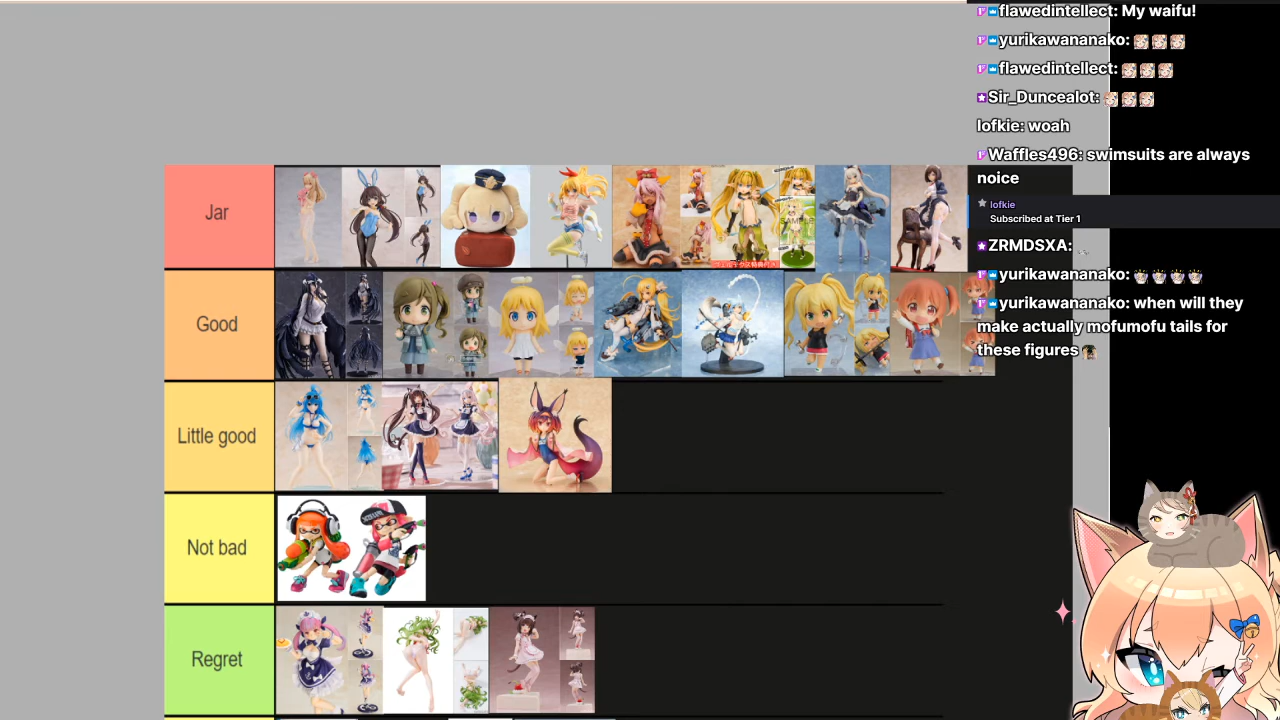 flawedintellect: My waifu!
yurikawananako:
flawedintellect:
Sir_Duncealot:
lofkie: woah
Waffles496: swimsuits are always
noice
lofkie
Subscribed at Tier 1
ZRMDSXA:
yurikawananako:
yurikawananako: when will they
make actually mofumofu tails for
these figures
Jar
SAMPLE
Good
Little good
Not bad
Regret